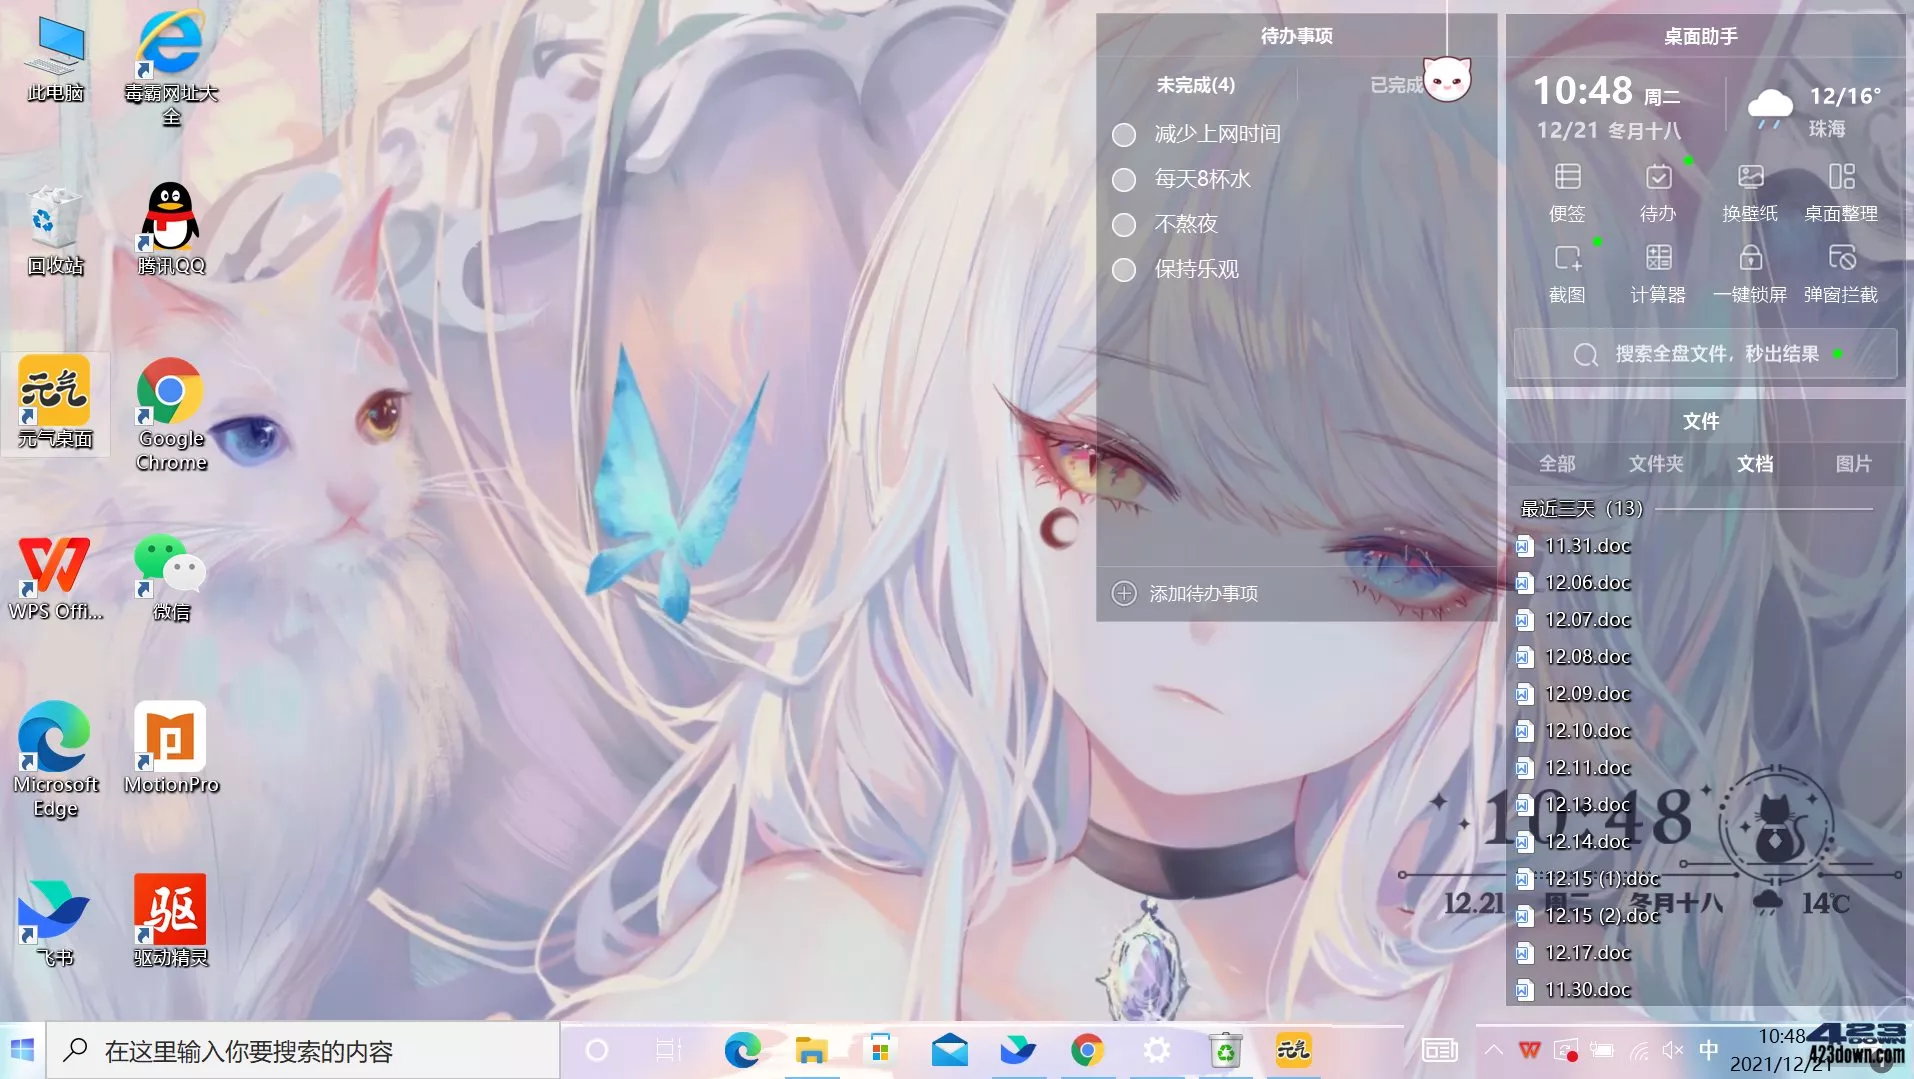 此电脑
毒霸网址大
全
回收站
腾讯QQ
元气
元气桌面
Google
Chrome
WPS Offi...
微信
Microsoft
Edge
MotionPro
飞书
驱
驱动精灵
待办事项
未完成(4)
已完成
减少上网时间
每天8杯水
不熬夜
保持乐观
添加待办事项
桌面助手
10:48 周二
12/21 冬月十八
12/16°
珠海
便签
待办
换壁纸
桌面整理
截图
计算器
一键锁屏
弹窗拦截
搜索全盘文件，秒出结果
文件
全部
文件夹
文档
图片
最近三天（13）
11.31.doc
12.06.doc
12.07.doc
12.08.doc
12.09.doc
12.10.doc
12.11.doc
12.13.doc
12.14.doc
12.15 (1).doc
12.15 (2).doc
12.17.doc
11.30.doc
10:48
12.21
周二
冬月十八
14℃
在这里输入你要搜索的内容
元气
中
10:48
2021/12/21
423
DOWN
423down.com